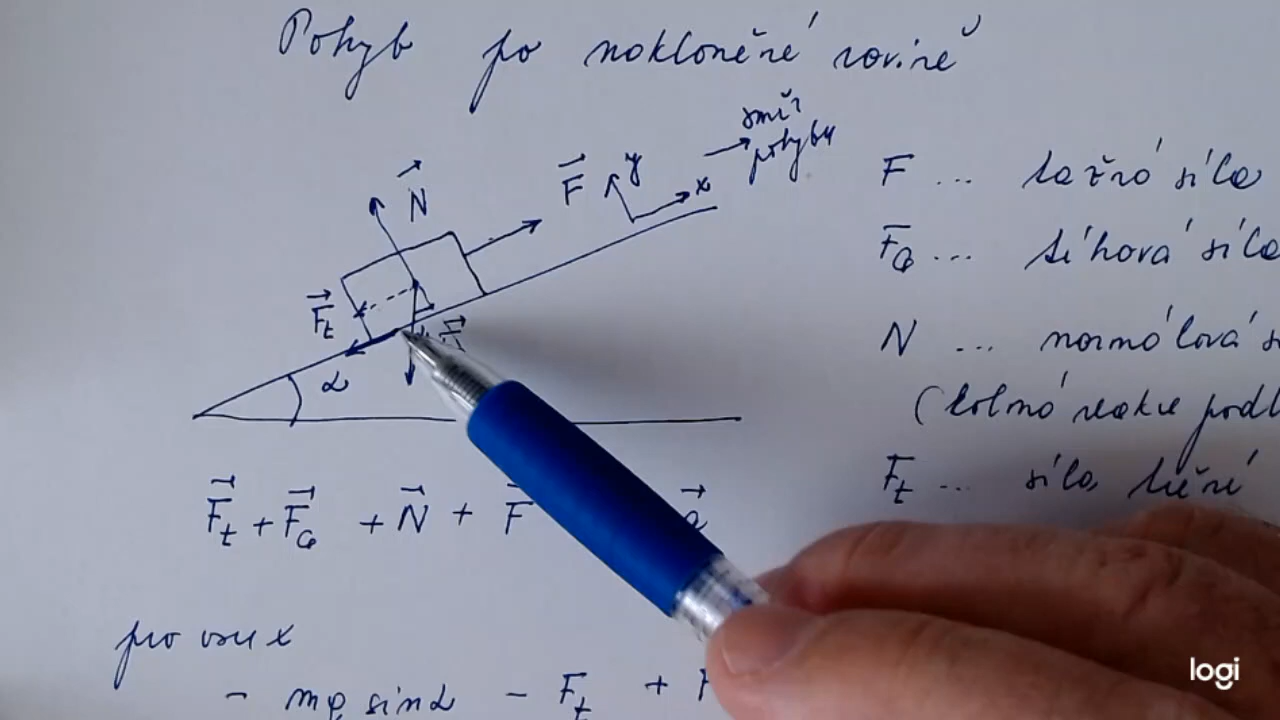 Pohyb po nakloněné rovině
směr
pohybu
N
F
y
x
F_t
α
F ... tažná síla
F_G ... tíhová síla
N ... normálová
(kolmá reakce podl
F_t ... síla tření
F_t + F_G + N + F
a
pro osu x
- mg sinα - F_t +
logi